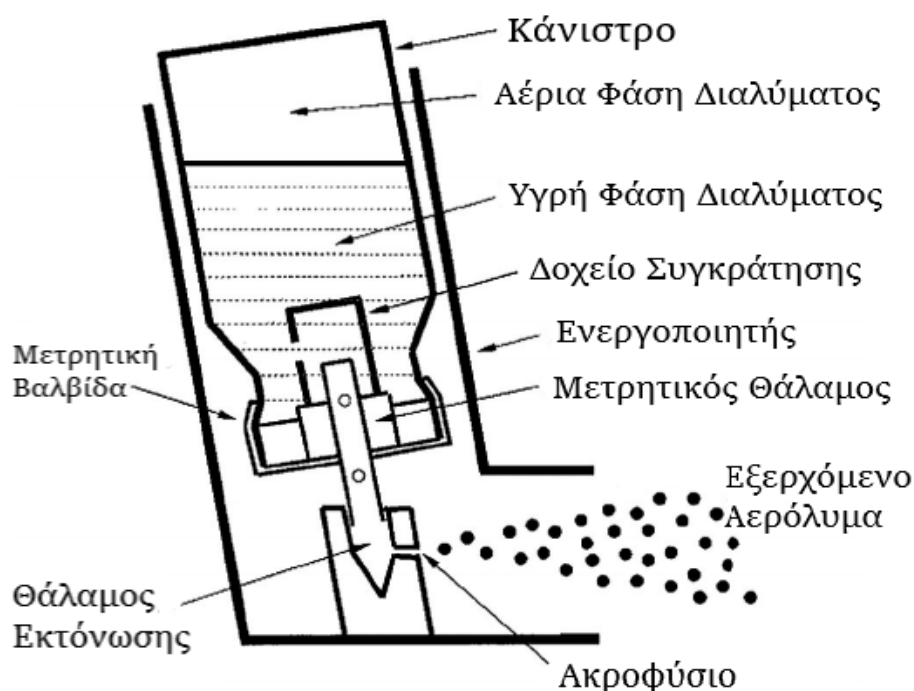 Κάνιστρο
Αέρια Φάση Διαλύματος
Υγρή Φάση Διαλύματος
Δοχείο Συγκράτησης
Ενεργοποιητής
Μετρητική
Βαλβίδα
Μετρητικός Θάλαμος
Εξερχόμενο
Αερόλυμα
Θάλαμος
Εκτόνωσης
Ακροφύσιο